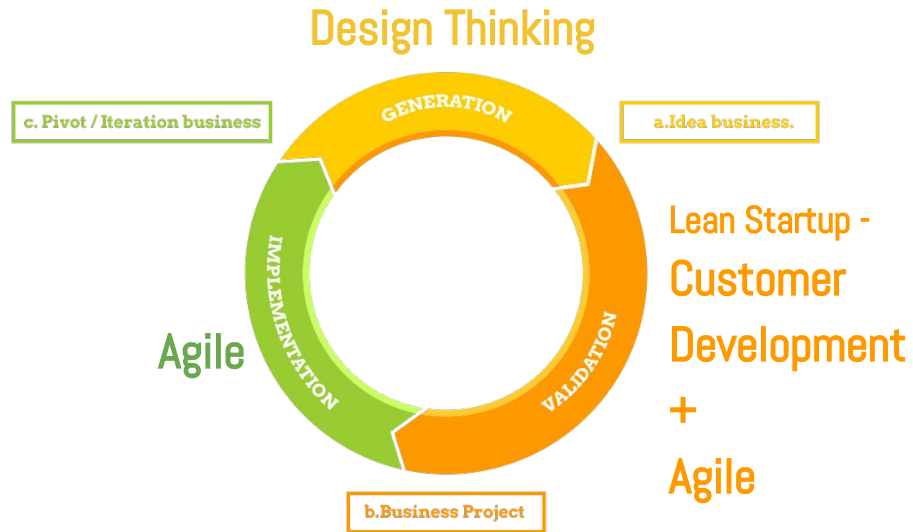 Design Thinking
GENERATION
c. Pivot / Iteration business
a.Idea business.
Lean Startup -
Customer
Development
+
Agile
VALIDATION
IMPLEMENTATION
Agile
b.Business Project